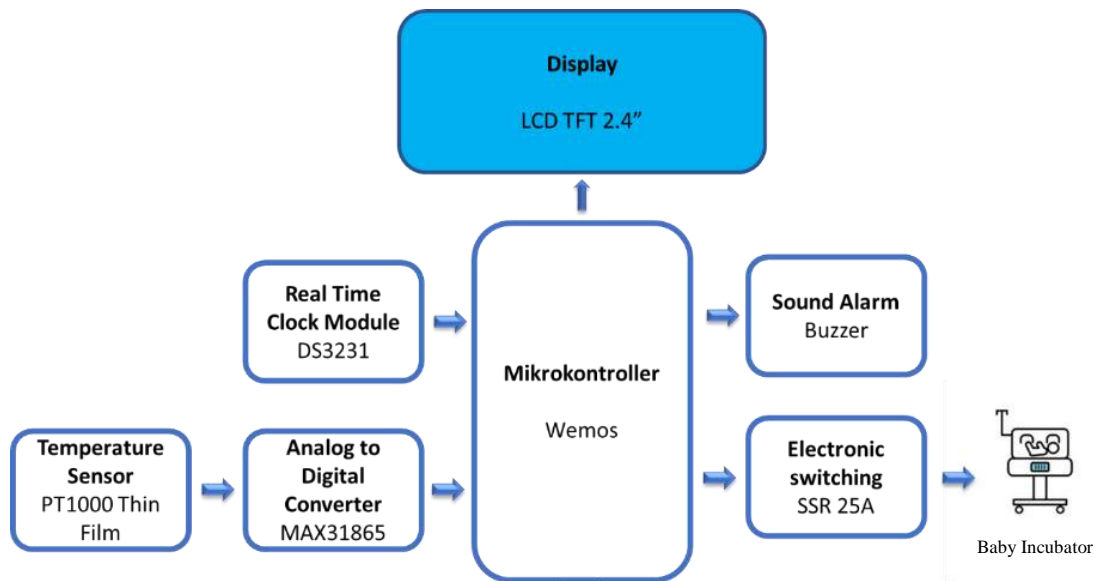 Display
LCD TFT 2.4”
Real Time
Clock Module
DS3231
Mikrokontroller
Wemos
Sound Alarm
Buzzer
Temperature
Sensor
PT1000 Thin
Film
Analog to
Digital
Converter
MAX31865
Electronic
switching
SSR 25A
Baby Incubator